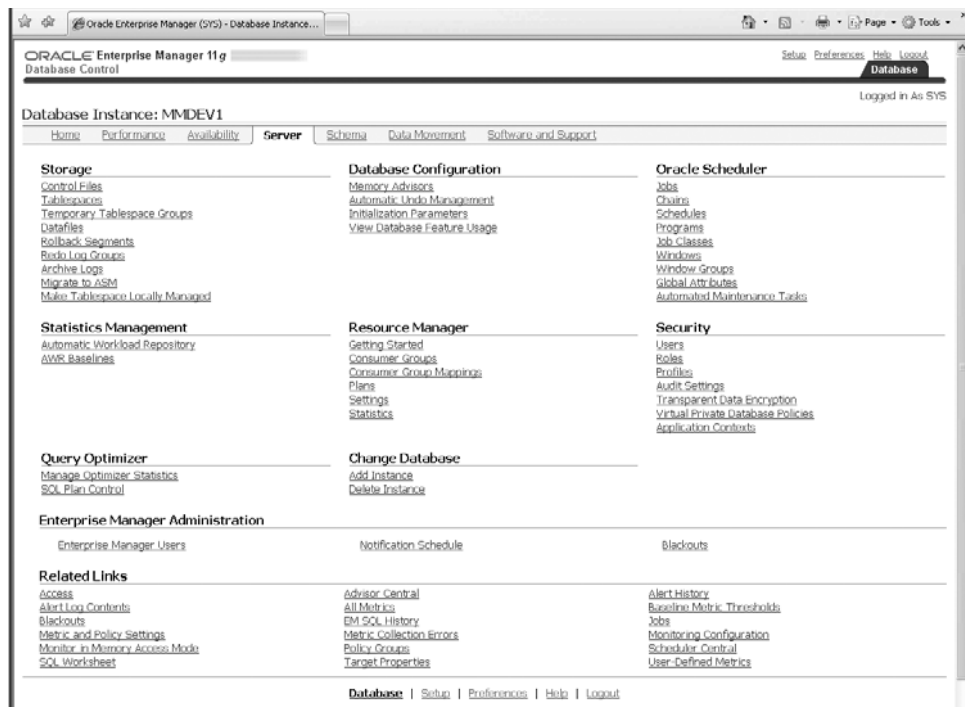 Oracle Enterprise Manager (SYS) - Database Instance...
Page
Tools
ORACLE Enterprise Manager 11g
Database Control
Setup Preferences Help Logout
Database
Logged in As SYS
Database Instance: MMDEV1
Home Performance Availability Server Schema Data Movement Software and Support
Storage
Control Files
Tablespaces
Temporary Tablespace Groups
Datafiles
Rollback Segments
Redo Log Groups
Archive Logs
Migrate to ASM
Make Tablespace Locally Managed
Database Configuration
Memory Advisors
Automatic Undo Management
Initialization Parameters
View Database Feature Usage
Oracle Scheduler
Jobs
Chains
Schedules
Programs
Job Classes
Windows
Window Groups
Global Attributes
Automated Maintenance Tasks
Statistics Management
Automatic Workload Repository
AWR Baselines
Resource Manager
Getting Started
Consumer Groups
Consumer Group Mappings
Plans
Settings
Statistics
Security
Users
Roles
Profiles
Audit Settings
Transparent Data Encryption
Virtual Private Database Policies
Application Contexts
Query Optimizer
Manage Optimizer Statistics
SQL Plan Control
Change Database
Add Instance
Delete Instance
Enterprise Manager Administration
Enterprise Manager Users Notification Schedule Blackouts
Related Links
Access
Alert Log Contents
Blackouts
Metric and Policy Settings
Monitor in Memory Access Mode
SQL Worksheet
Advisor Central
All Metrics
EM SQL History
Metric Collection Errors
Policy Groups
Target Properties
Alert History
Baseline Metric Thresholds
Jobs
Monitoring Configuration
Scheduler Central
User-Defined Metrics
Database | Setup | Preferences | Help | Logout